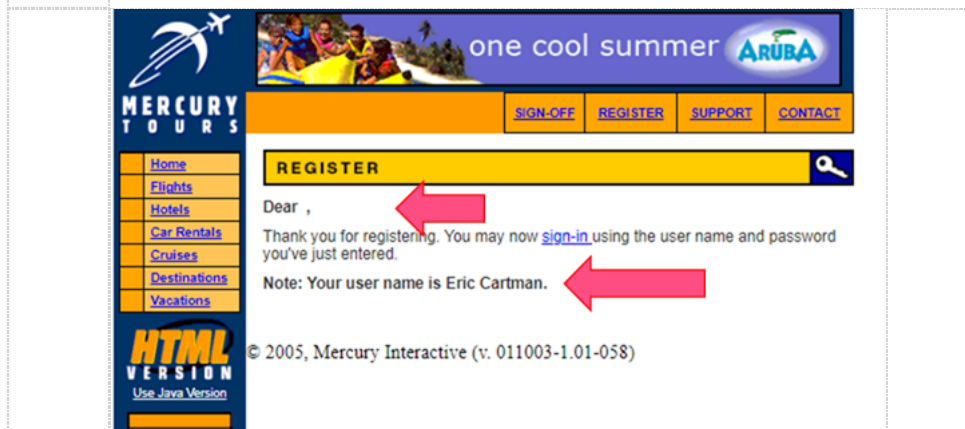 one cool summer ARUBA
MERCURY
TOURS
SIGN-OFF REGISTER SUPPORT CONTACT
Home
Flights
Hotels
Car Rentals
Cruises
Destinations
Vacations
HTML
VERSION
Use Java Version
REGISTER
Dear ,
Thank you for registering. You may now sign-in using the user name and password
you've just entered.
Note: Your user name is Eric Cartman.
© 2005, Mercury Interactive (v. 011003-1.01-058)